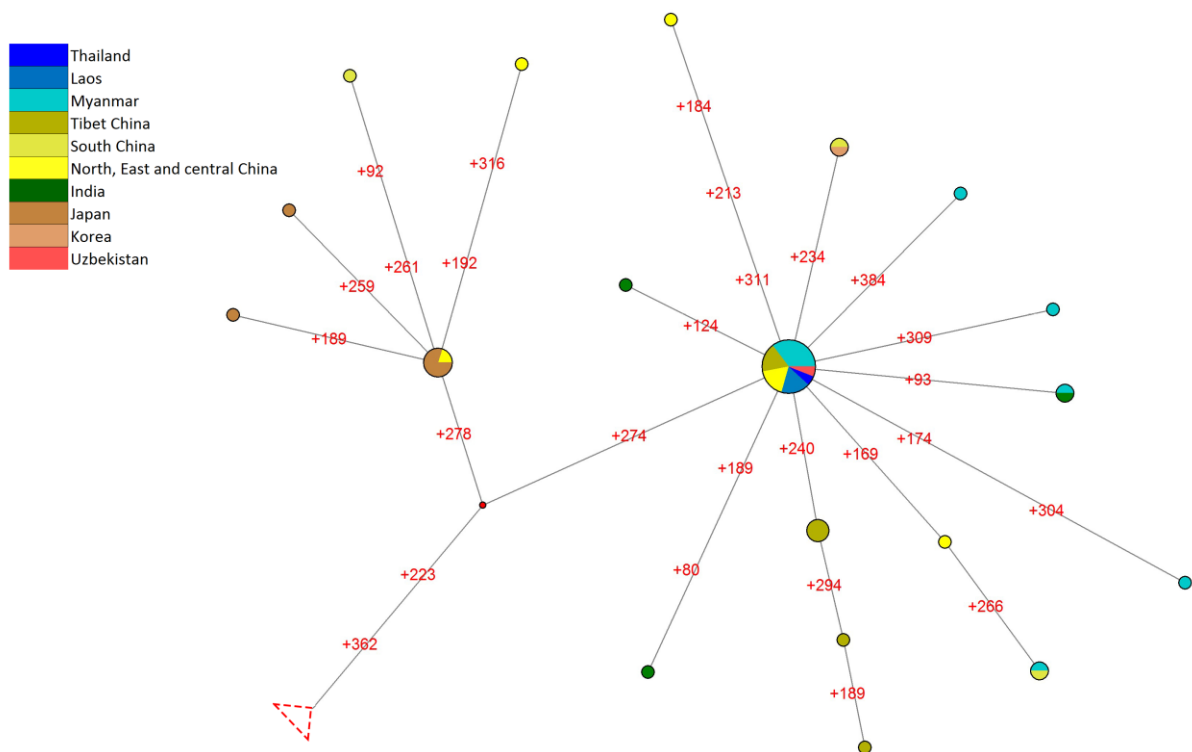 Thailand
Laos
Myanmar
Tibet China
South China
North, East and central China
India
Japan
Korea
Uzbekistan
+184
+316
+92
+213
+234
+192
+261
+311
+384
+259
+124
+309
+189
+93
+278
+274
+240
+174
+169
+189
+304
+223
+80
+294
+266
+362
+189